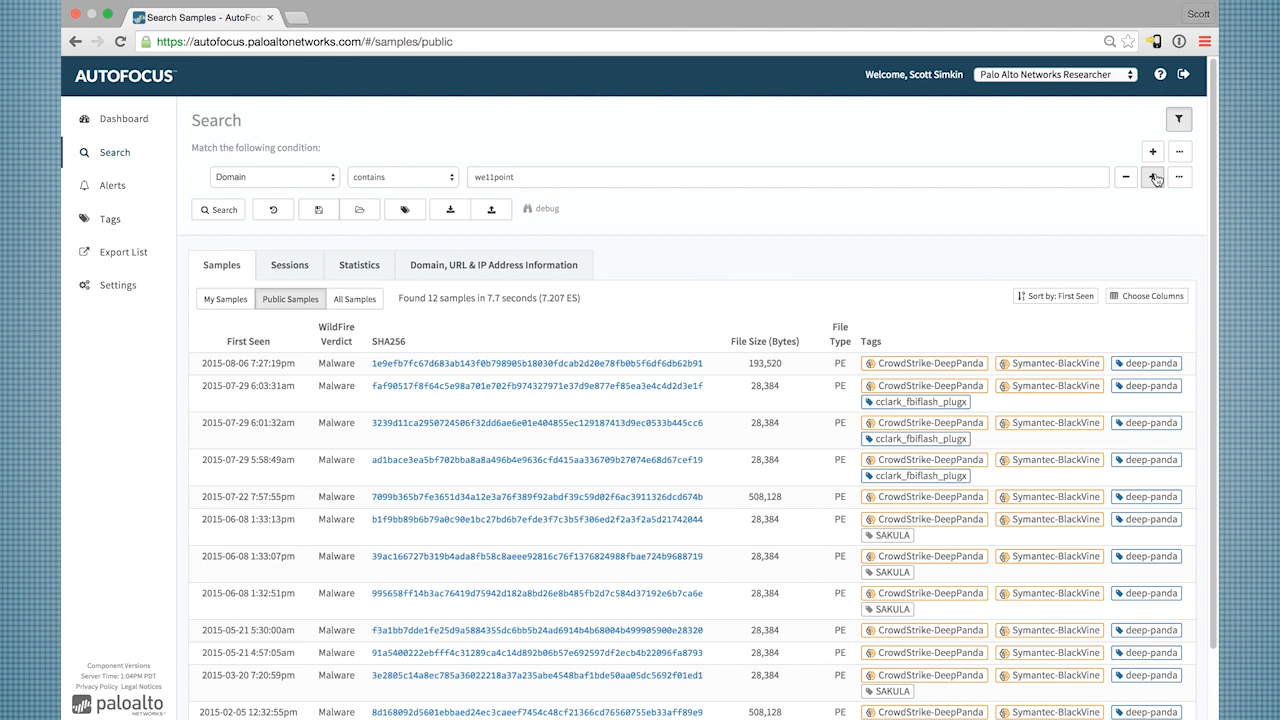 Search Samples - AutoFoc
Scott
https://autofocus.paloaltonetworks.com/#/samples/public
AUTOFOCUS
Welcome, Scott Simkin
Palo Alto Networks Researcher
Dashboard
Search
Alerts
Tags
Export List
Settings
Search
Match the following condition:
Domain contains we11point
Search debug
Samples Sessions Statistics Domain, URL & IP Address Information
My Samples Public Samples All Samples Found 12 samples in 7.7 seconds (7.207 ES) Sort by: First Seen Choose Columns
First Seen WildFire Verdict SHA256 File Size (Bytes) File Type Tags
2015-08-06 7:27:19pm Malware 1e9efb7fc67d683ab143f0b798905b18030fdcab2d20e78fb0b5f6df6db62b91 193,520 PE CrowdStrike-DeepPanda Symantec-BlackVine deep-panda
2015-07-29 6:03:31am Malware faf90517f8f64c5e98a701e702fb974327971e37d9e877ef85ea3e4c4d2d3e1f 28,384 PE CrowdStrike-DeepPanda Symantec-BlackVine deep-panda
cclark_fbiflash_plugx
2015-07-29 6:01:32am Malware 3239d11ca2950724506f32dd6ae6e01e404855ec129187413d9ec0533b445cc6 28,384 PE CrowdStrike-DeepPanda Symantec-BlackVine deep-panda
cclark_fbiflash_plugx
2015-07-29 5:58:49am Malware ad1bace3ea5bf702bba8a8a496b4e9636cfd415aa336709b27074e68d67cef19 28,384 PE CrowdStrike-DeepPanda Symantec-BlackVine deep-panda
cclark_fbiflash_plugx
2015-07-22 7:57:55pm Malware 7099b365b7fe3651d34a12e3a76f389f92abdf39c59d02f6ac3911326dcd674b 508,128 PE CrowdStrike-DeepPanda Symantec-BlackVine deep-panda
2015-06-08 1:33:13pm Malware b1f9bb89b6b79a0c90e1bc27bd6b7efde3f7c3b5f306ed2f2a3f2a5d21742044 28,384 PE CrowdStrike-DeepPanda Symantec-BlackVine deep-panda
SAKULA
2015-06-08 1:33:07pm Malware 39ac166727b319b4ada8fb58c8aeee92816c76f1376824988fbae724b9688719 28,384 PE CrowdStrike-DeepPanda Symantec-BlackVine deep-panda
SAKULA
2015-06-08 1:32:51pm Malware 995658ff14b3ac76419d75942d182a8bd26e8b485fb2d7c584d37192e6b7ca6e 28,384 PE CrowdStrike-DeepPanda Symantec-BlackVine deep-panda
SAKULA
2015-05-21 5:30:00am Malware f3a1bb7dde1fe25d9a5884355dc6bb5b24ad6914b4b68004b499905900e28320 28,384 PE CrowdStrike-DeepPanda Symantec-BlackVine deep-panda
2015-05-21 4:57:05am Malware 91a5400222ebfff4c31289ca4c14d892b06b57e692597df2ecb4b22096fa8793 28,384 PE CrowdStrike-DeepPanda Symantec-BlackVine deep-panda
2015-03-20 7:20:59pm Malware 3e2805c14a8ec785a36022218a37a235abe4548baf1bde50aa05dc5692f01ed1 28,384 PE CrowdStrike-DeepPanda Symantec-BlackVine deep-panda
SAKULA
2015-02-05 12:32:55pm Malware 8d168092d5601ebbaed24ec3caeef7454c48cf21366cd76560755eb33aff89e9 508,128 PE CrowdStrike-DeepPanda Symantec-BlackVine deep-panda
Component Versions
Server Time: 1:04PM PDT
Privacy Policy Legal Notices
paloalto
NETWORKS